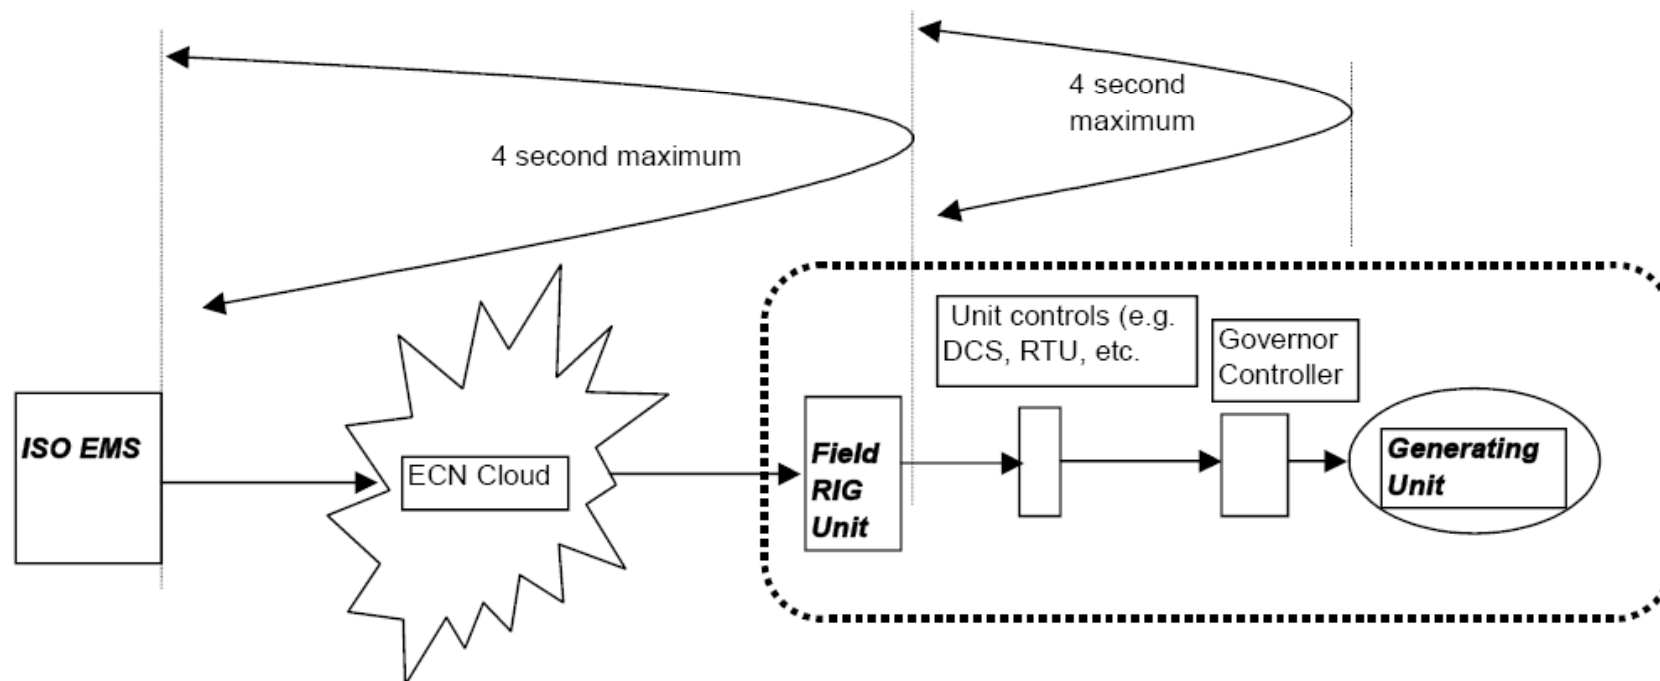 4 second
maximum
4 second maximum
Unit controls (e.g.
DCS, RTU, etc.
Governor
Controller
ISO EMS
ECN Cloud
Field
RIG
Unit
Generating
Unit